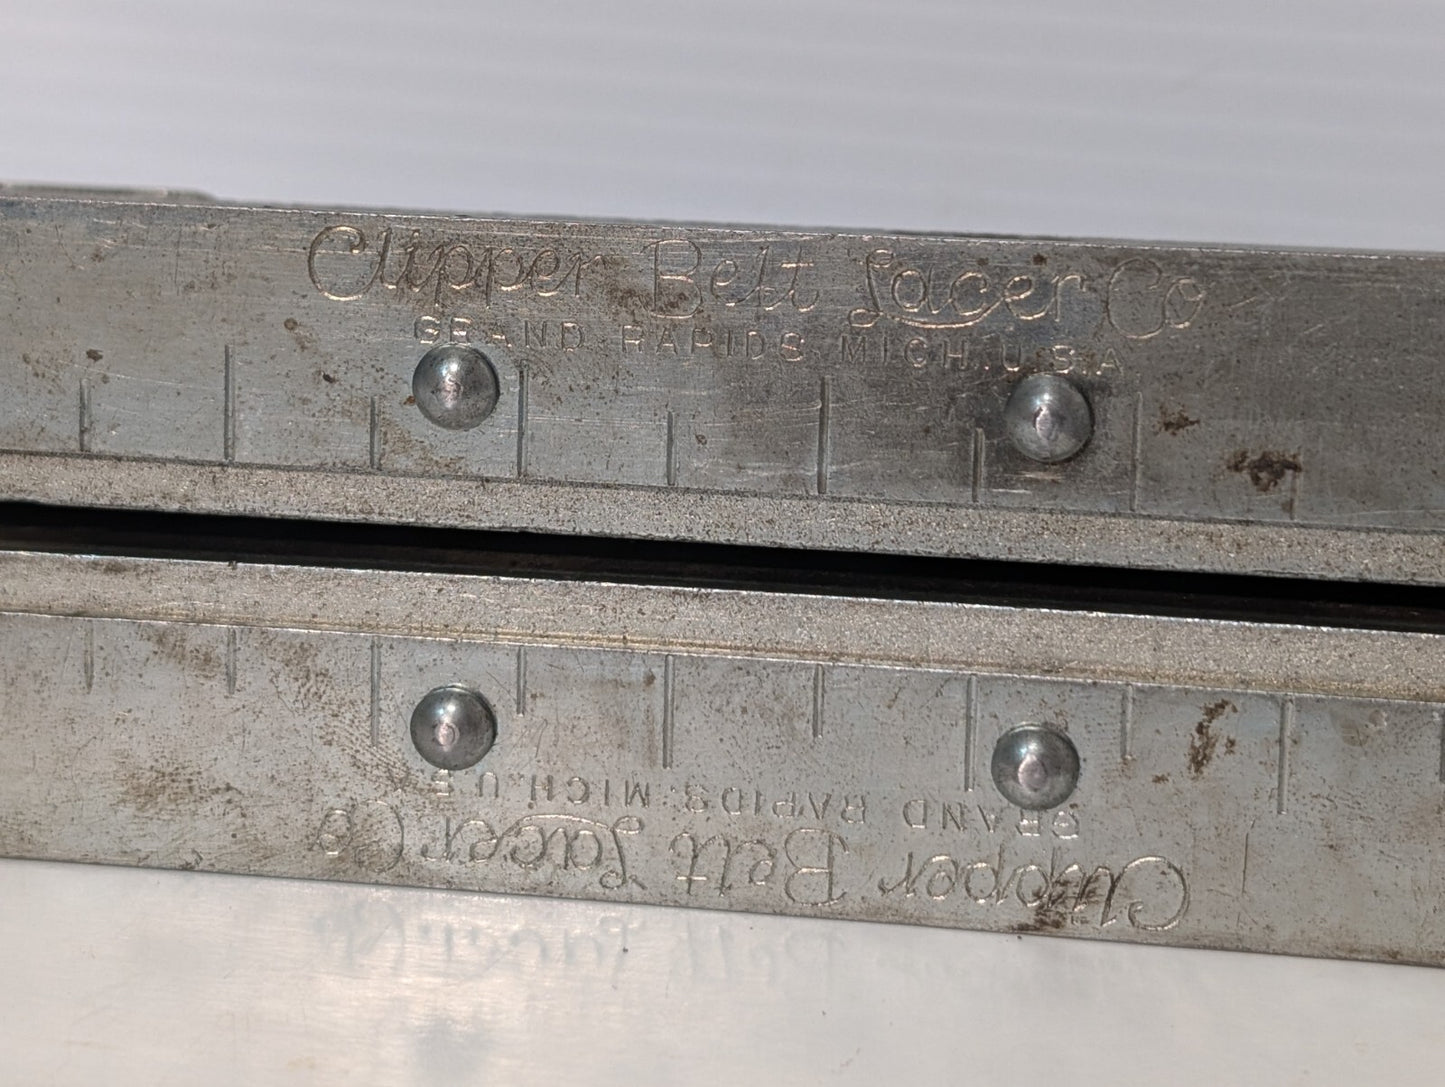 Clipper Belt Lacer Co
GRAND RAPIDS MICH. U.S.A
Clipper Belt Lacer Co
GRAND RAPIDS. MICH. U.S